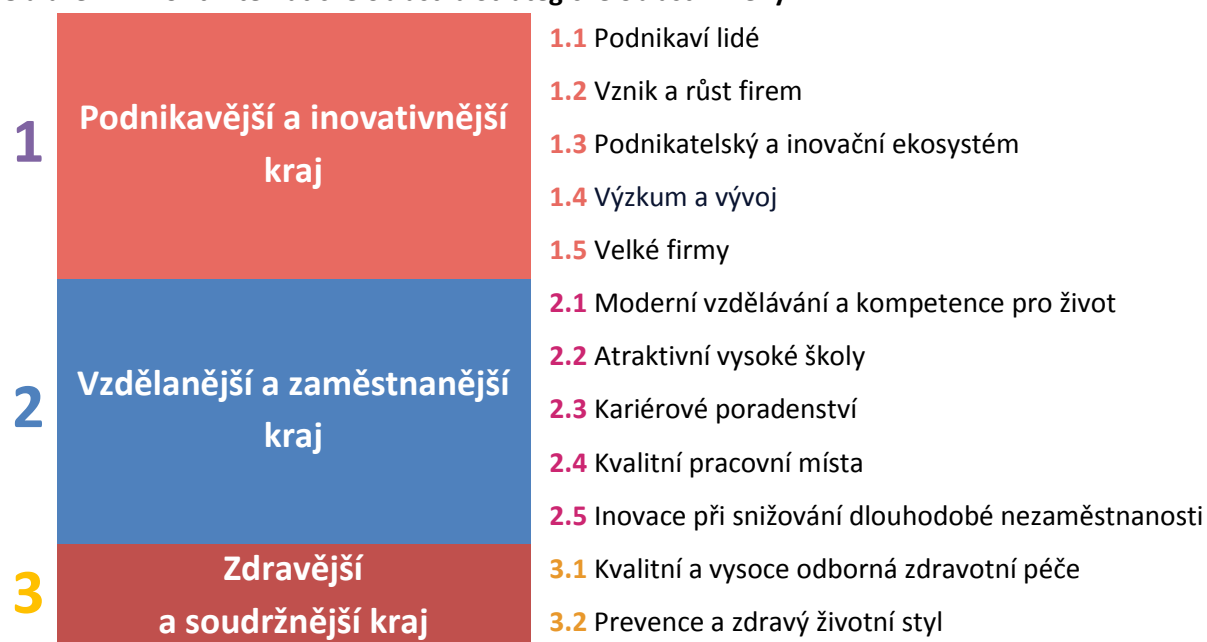 1
Podnikavější a inovativnější
kraj
1.1 Podnikaví lidé
1.2 Vznik a růst firem
1.3 Podnikatelský a inovační ekosystém
1.4 Výzkum a vývoj
1.5 Velké firmy
2
Vzdělanější a zaměstnanější
kraj
2.1 Moderní vzdělávání a kompetence pro život
2.2 Atraktivní vysoké školy
2.3 Kariérové poradenství
2.4 Kvalitní pracovní místa
2.5 Inovace při snižování dlouhodobé nezaměstnanosti
3
Zdravější
a soudržnější kraj
3.1 Kvalitní a vysoce odborná zdravotní péče
3.2 Prevence a zdravý životní styl